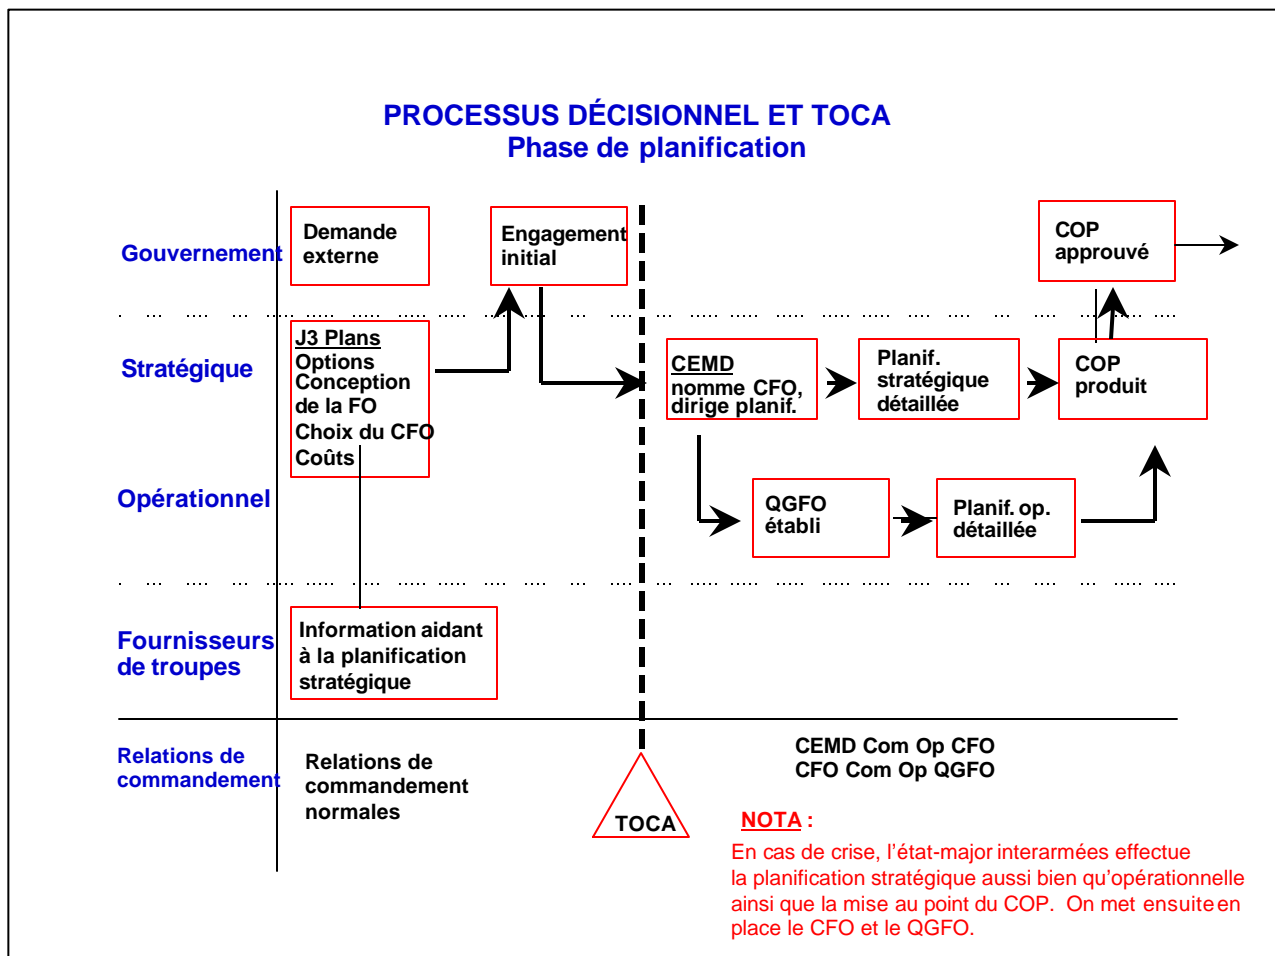 PROCESSUS DÉCISIONNEL ET TOCA
Phase de planification
Gouvernement
Demande
externe
Engagement
initial
COP
approuvé
Stratégique
J3 Plans
Options
Conception
de la FO
Choix du CFO
Coûts
CEMD
nomme CFO,
dirige planif.
Planif.
stratégique
détaillée
COP
produit
Opérationnel
QGFO
établi
Planif. op.
détaillée
Fournisseurs
de troupes
Information aidant
à la planification
stratégique
Relations de
commandement
Relations de
commandement
normales
TOCA
CEMD Com Op CFO
CFO Com Op QGFO
NOTA :
En cas de crise, l’état-major interarmées effectue
la planification stratégique aussi bien qu’opérationnelle
ainsi que la mise au point du COP. On met ensuite en
place le CFO et le QGFO.